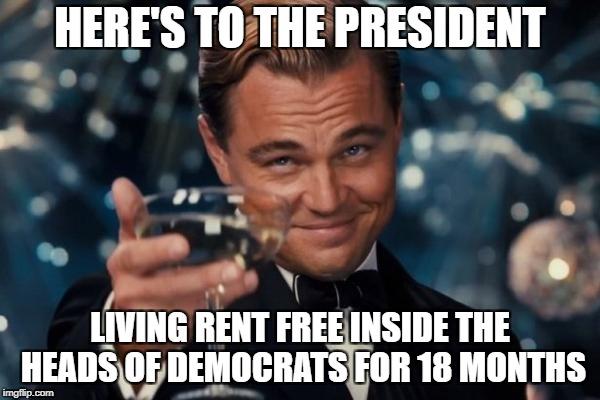 HERE'S TO THE PRESIDENT
LIVING RENT FREE INSIDE THE
HEADS OF DEMOCRATS FOR 18 MONTHS
imgflip.com